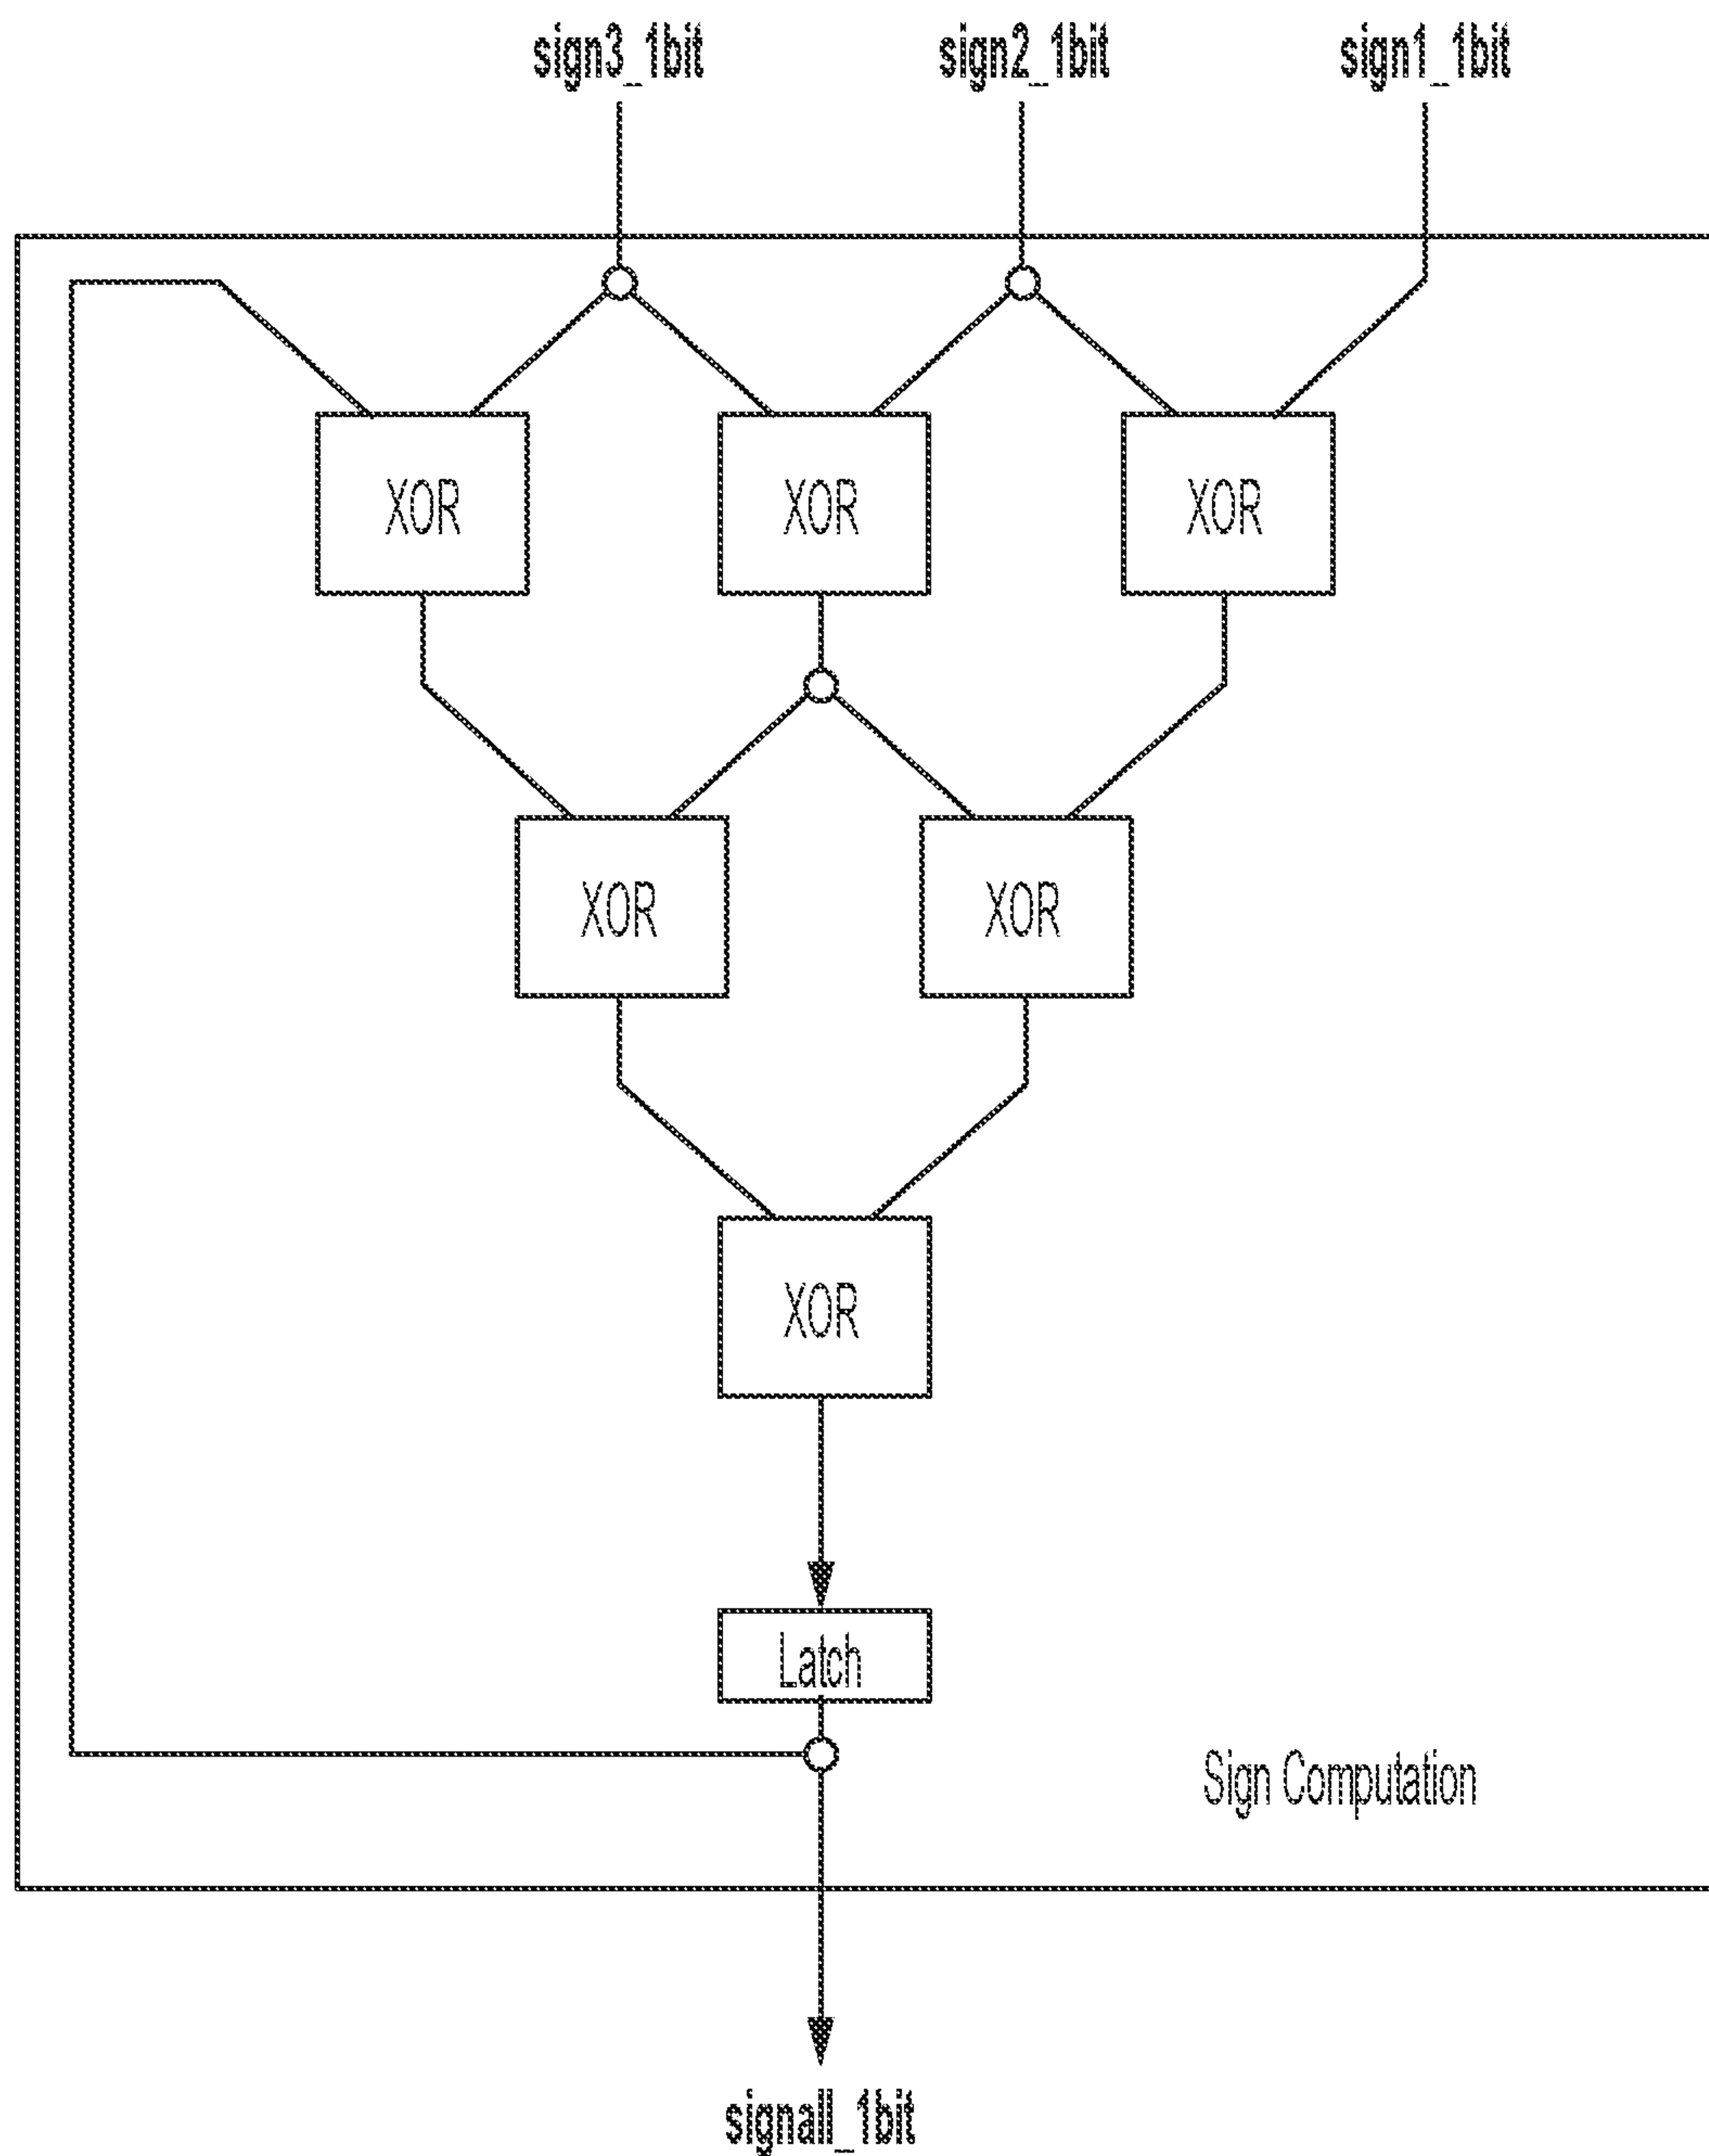 sign3_1bit
sign2_1bit
sign1_1bit
XOR
XOR
XOR
XOR
XOR
XOR
Latch
Sign Computation
signall_1bit